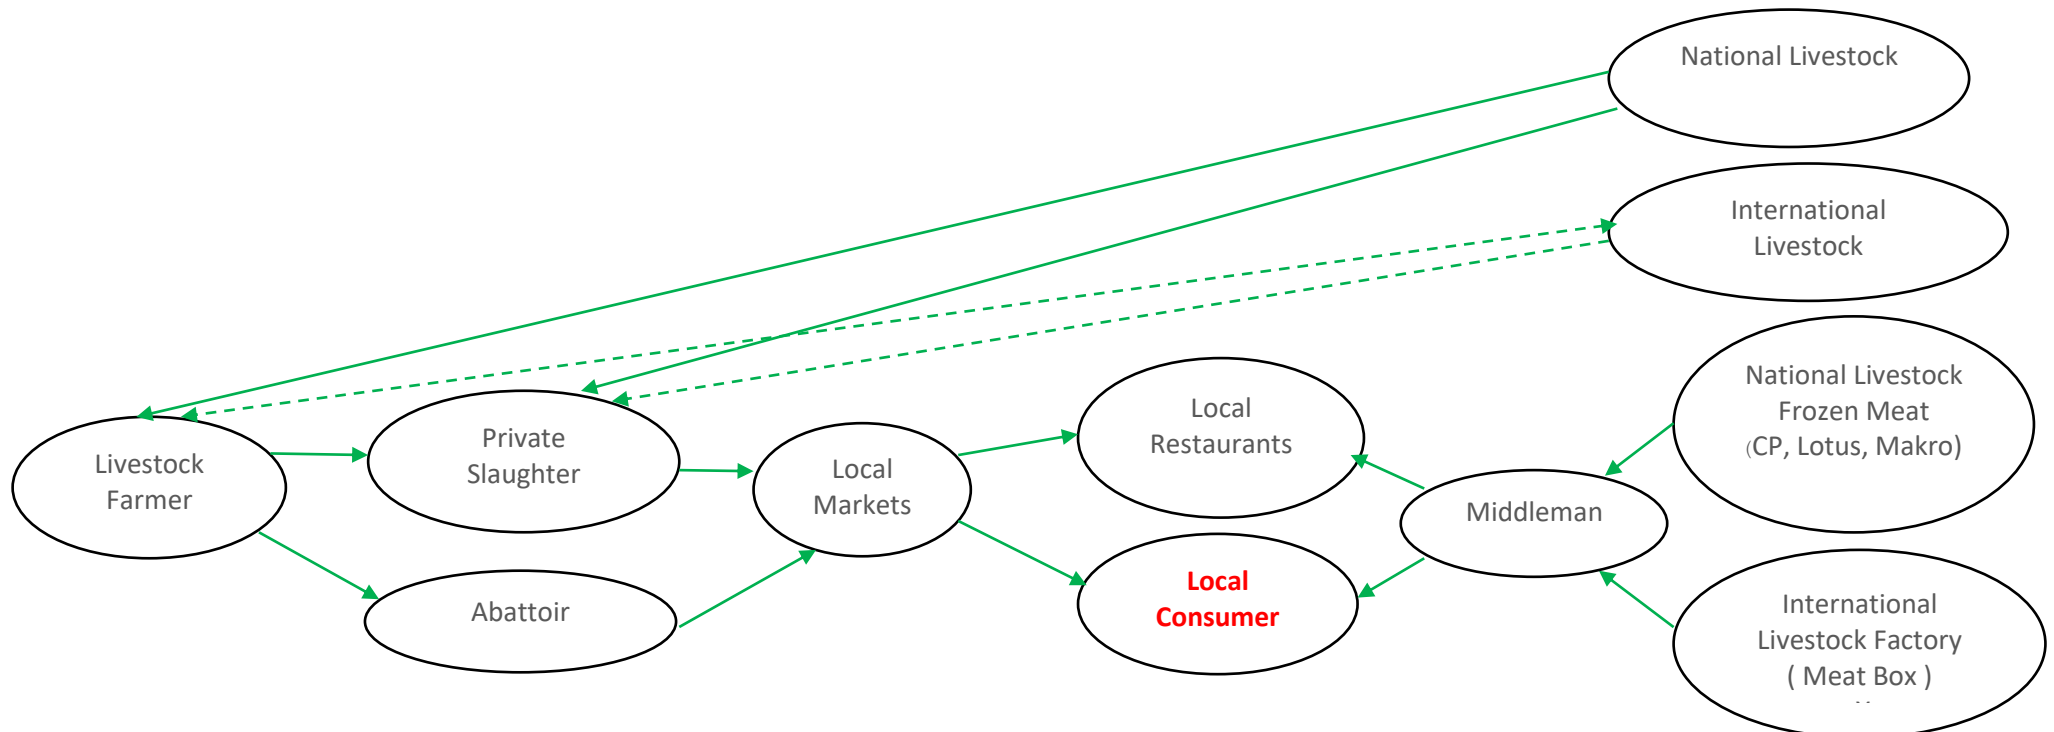 National Livestock
International
Livestock
National Livestock
Frozen Meat
(CP, Lotus, Makro)
Local
Restaurants
Private
Slaughter
Livestock
Farmer
Local
Markets
Middleman
Abattoir
Local
Consumer
International
Livestock Factory
( Meat Box )